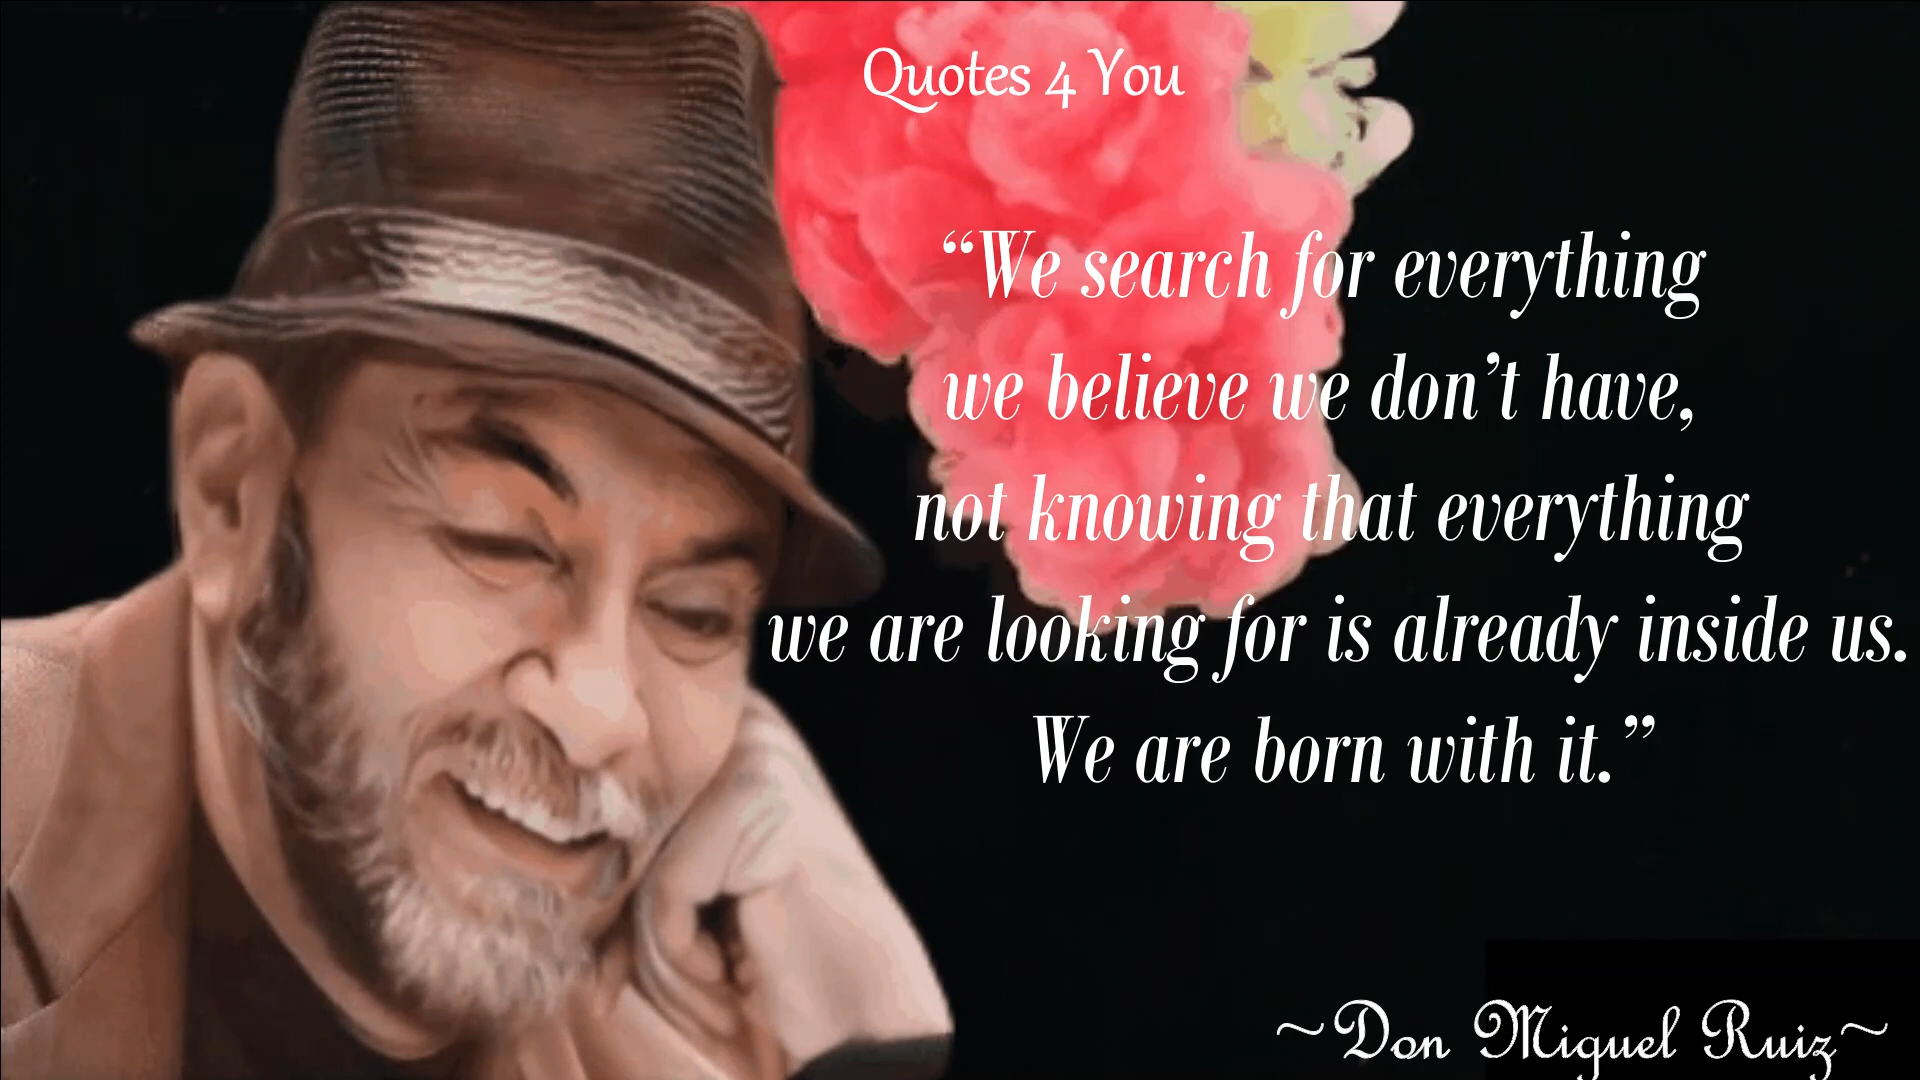 Quotes 4 You
“We search for everything
we believe we don’t have,
not knowing that everything
we are looking for is already inside us.
We are born with it.”
~Don Miguel Ruiz~